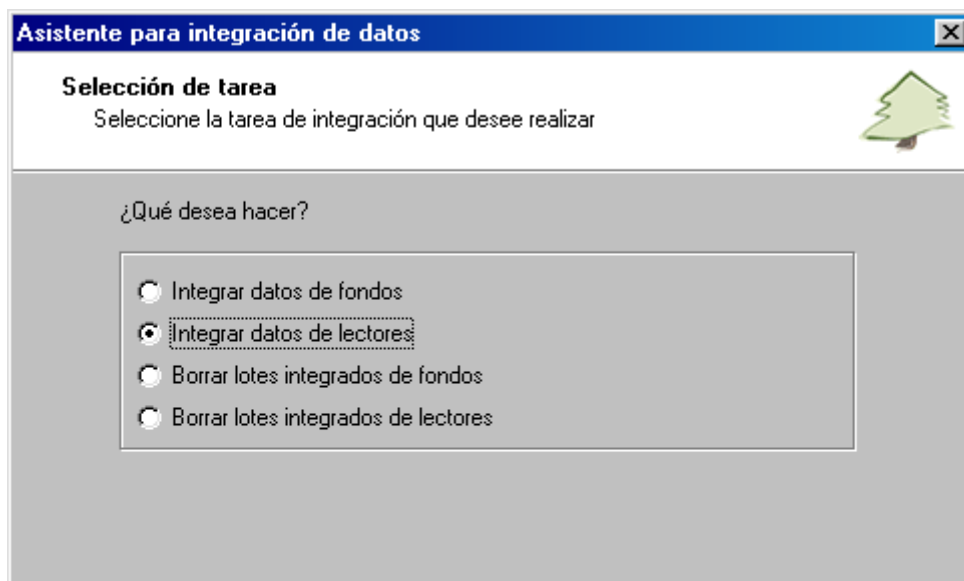 Asistente para integración de datos
Selección de tarea
Seleccione la tarea de integración que desee realizar
¿Qué desea hacer?
Integrar datos de fondos
Integrar datos de lectores
Borrar lotes integrados de fondos
Borrar lotes integrados de lectores